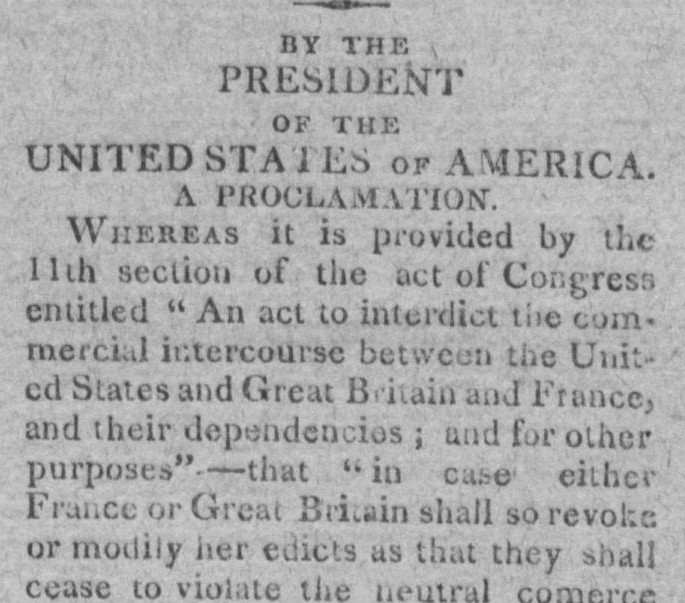 BY THE
PRESIDENT
OF THE
UNITED STATES OF AMERICA.
A PROCLAMATION.
WHEREAS it is provided by the
11th section of the act of Congress
entitled “ An act to interdict the com-
mercial intercourse between the Unit-
ed States and Great Britain and France,
and their dependencies ; and for other
purposes”—that “in case either
France or Great Britain shall so revoke
or modify her edicts as that they shall
cease to violate the neutral comerce